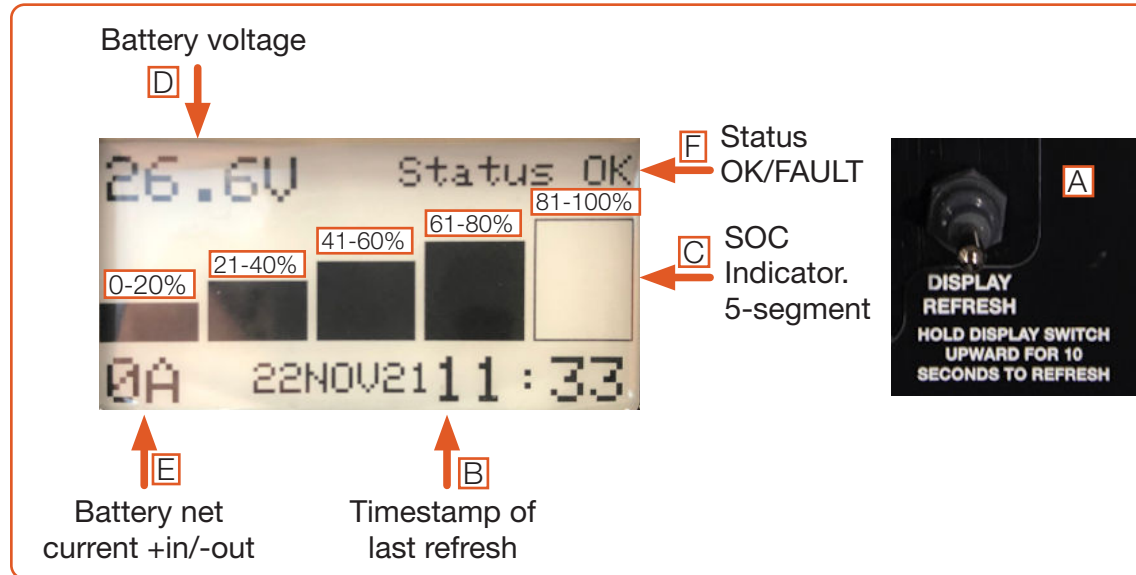 Battery voltage
D
26.6V
Status OK
F
Status
OK/FAULT
0-20%
21-40%
41-60%
61-80%
81-100%
C
SOC
Indicator.
5-segment
0A
22NOV21 11:33
E
Battery net
current +in/-out
B
Timestamp of
last refresh
A
DISPLAY
REFRESH
HOLD DISPLAY SWITCH
UPWARD FOR 10
SECONDS TO REFRESH